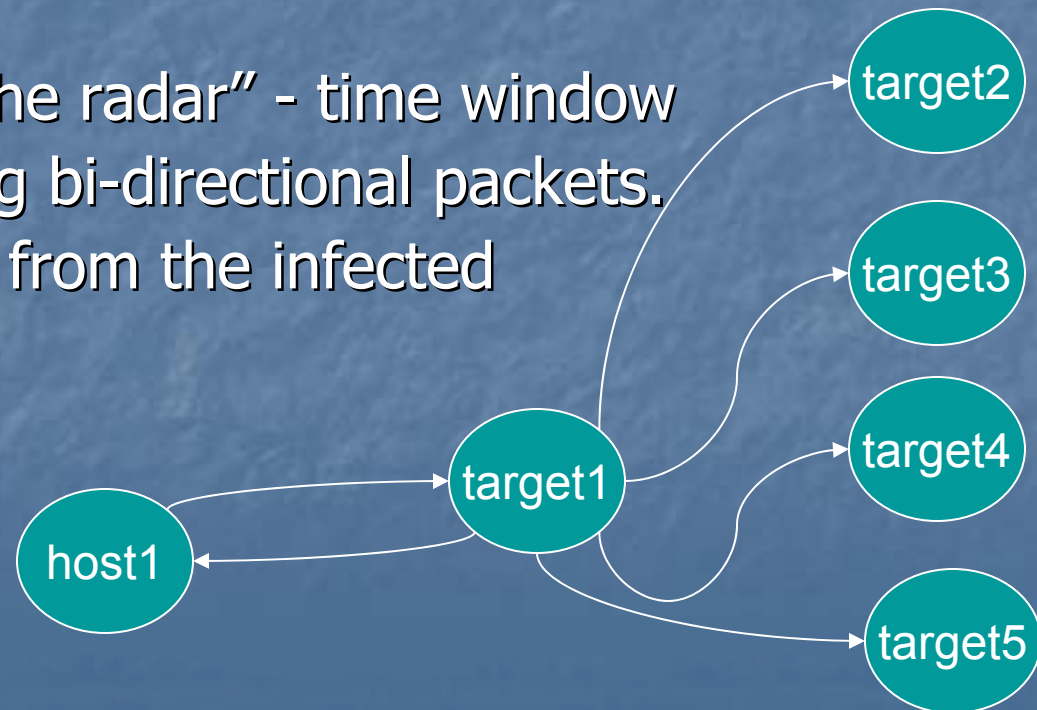 he radar” - time window
g bi-directional packets.
from the infected
target2
target3
target4
target1
host1
target5